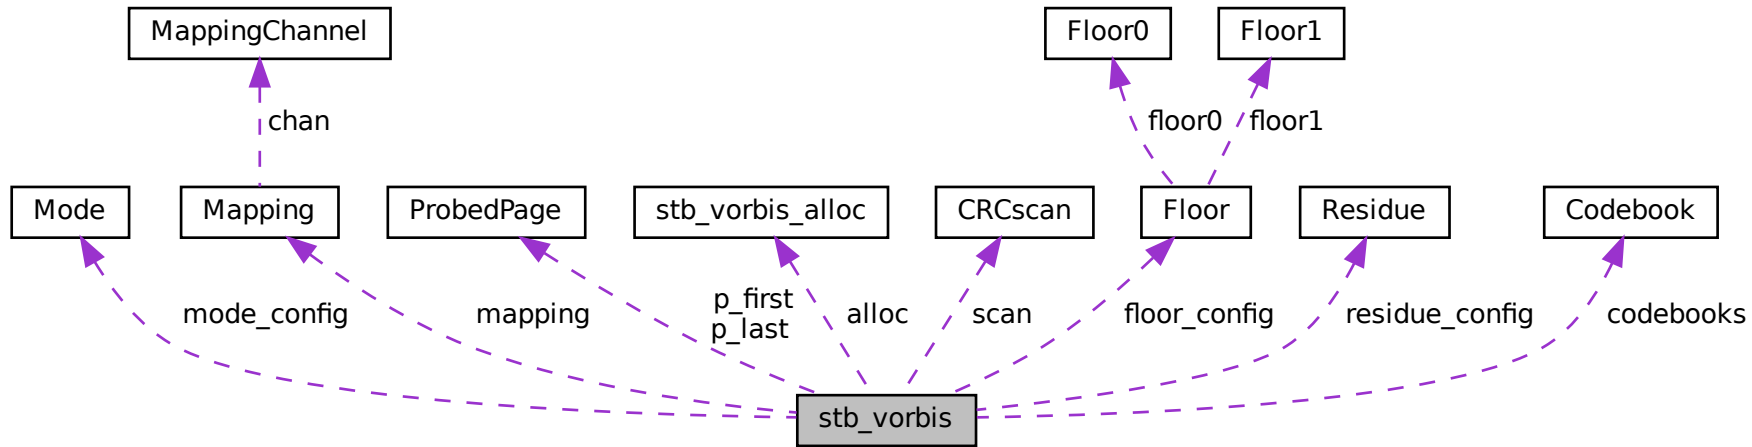 MappingChannel
Floor0
Floor1
chan
floor0
floor1
Mode
Mapping
ProbedPage
stb_vorbis_alloc
CRCscan
Floor
Residue
Codebook
mode_config
mapping
p_first
p_last
alloc
scan
floor_config
residue_config
codebooks
stb_vorbis